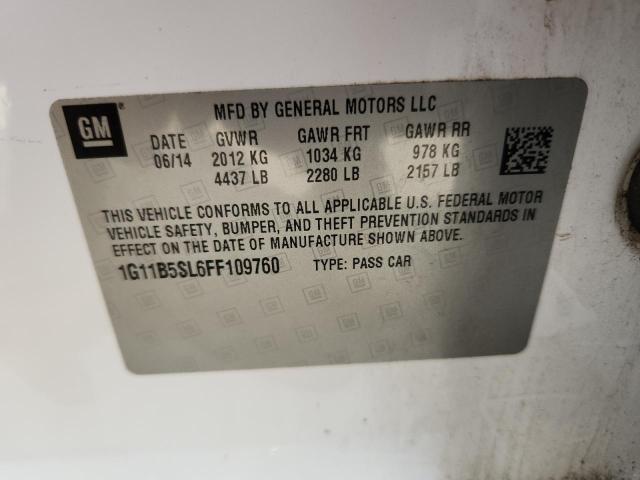 GM
MFD BY GENERAL MOTORS LLC
DATE GVWR GAWR FRT GAWR RR
06/14 2012 KG 1034 KG 978 KG
4437 LB 2280 LB 2157 LB
THIS VEHICLE CONFORMS TO ALL APPLICABLE U.S. FEDERAL MOTOR
VEHICLE SAFETY, BUMPER, AND THEFT PREVENTION STANDARDS IN
EFFECT ON THE DATE OF MANUFACTURE SHOWN ABOVE.
1G11B5SL6FF109760 TYPE: PASS CAR